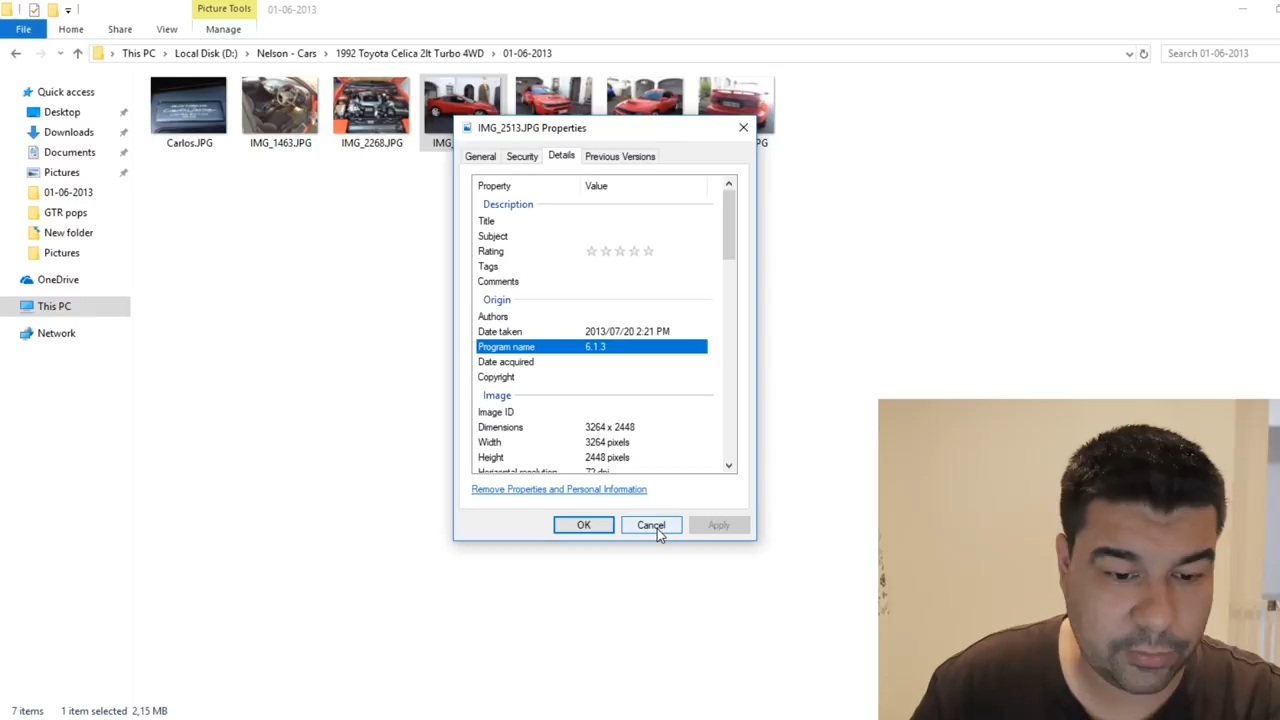 Picture Tools
01-06-2013
File
Home
Share
View
Manage
This PC
Local Disk (D:)
Nelson - Cars
1992 Toyota Celica 2lt Turbo 4WD
01-06-2013
Search 01-06-2013
Quick access
Desktop
Downloads
Documents
Pictures
01-06-2013
GTR pops
New folder
Pictures
OneDrive
This PC
Network
Carlos.JPG
IMG_1463.JPG
IMG_2268.JPG
IMG_2513.JPG Properties
General
Security
Details
Previous Versions
Property Value
Description
Title
Subject
Rating
Tags
Comments
Origin
Authors
Date taken 2013/07/20 2:21 PM
Program name 6.1.3
Date acquired
Copyright
Image
Image ID
Dimensions 3264 x 2448
Width 3264 pixels
Height 2448 pixels
Horizontal resolution 72 dpi
Remove Properties and Personal Information
OK
Cancel
Apply
7 items 1 item selected 2,15 MB